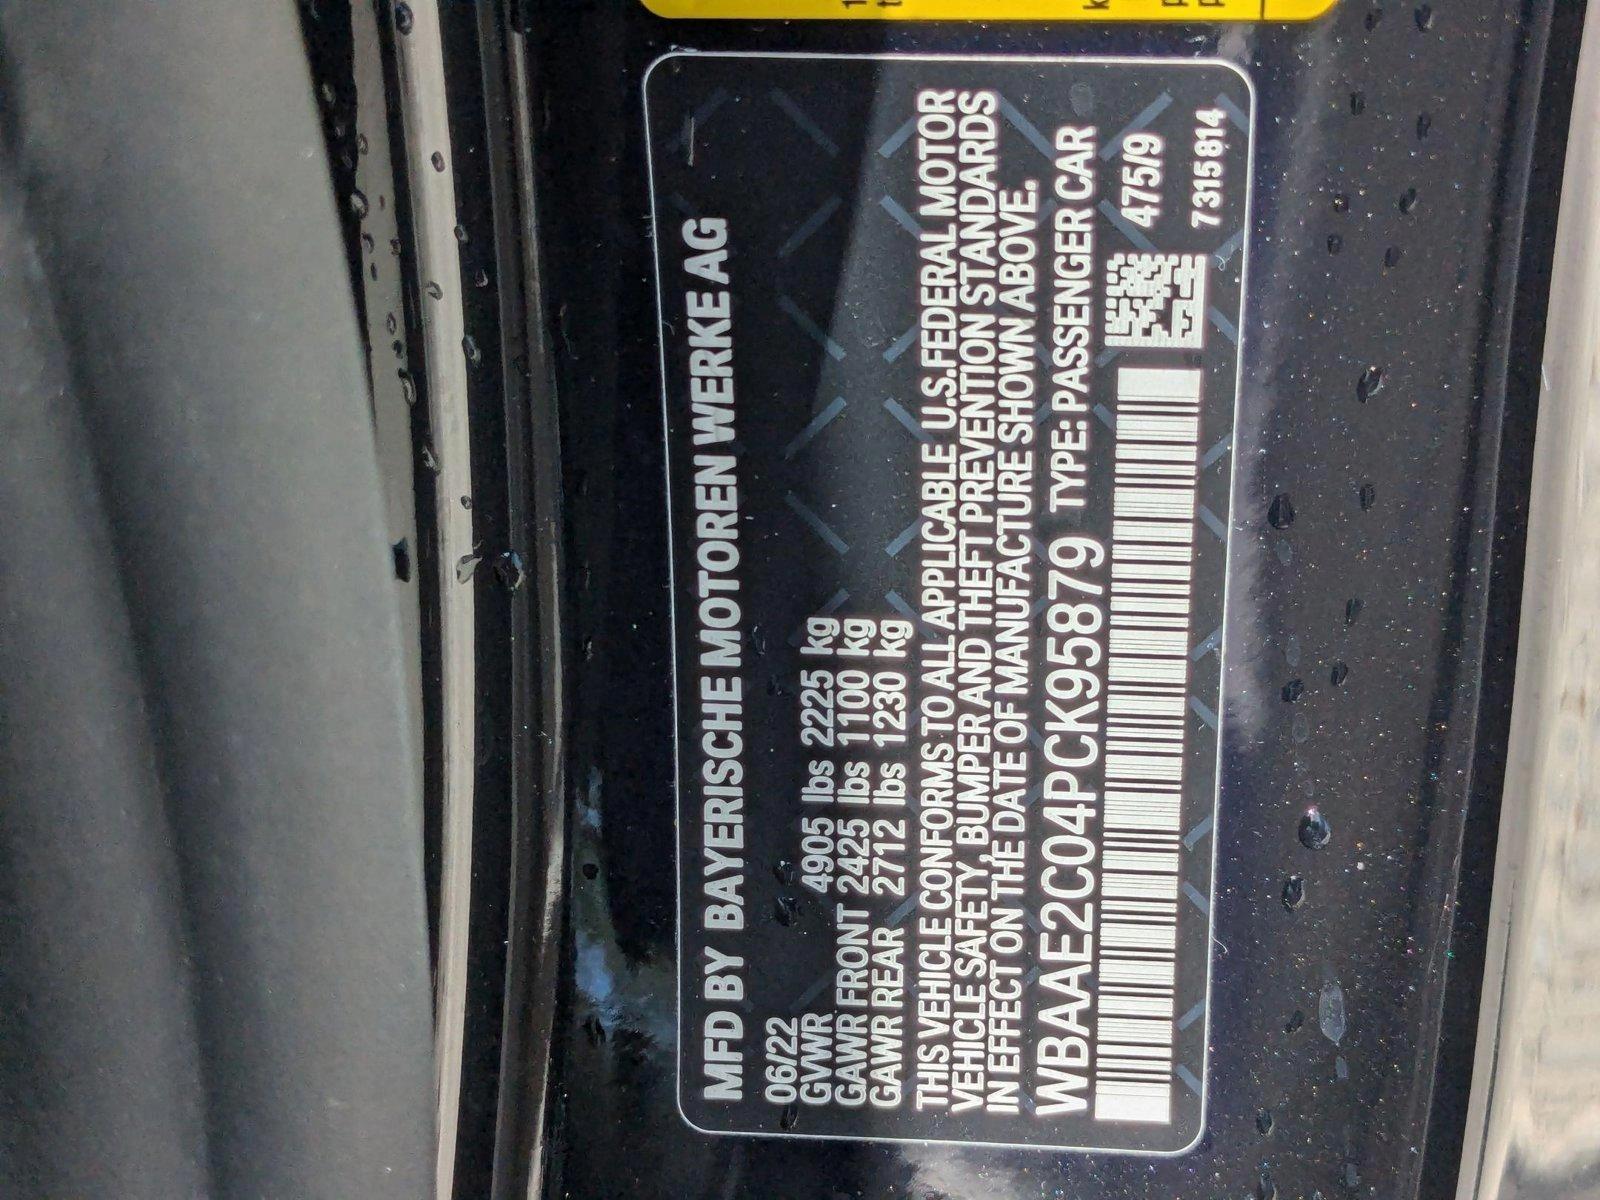 MFD BY BAYERISCHE MOTOREN WERKE AG
06/22
GVWR 4905 lbs 2225 kg
GAWR FRONT 2425 lbs 1100 kg
GAWR REAR 2712 lbs 1230 kg
THIS VEHICLE CONFORMS TO ALL APPLICABLE U.S.FEDERAL MOTOR
VEHICLE SAFETY, BUMPER AND THEFT PREVENTION STANDARDS
IN EFFECT ON THE DATE OF MANUFACTURE SHOWN ABOVE.
WBAAE2C04PCK95879 TYPE: PASSENGER CAR
475/9
7315814